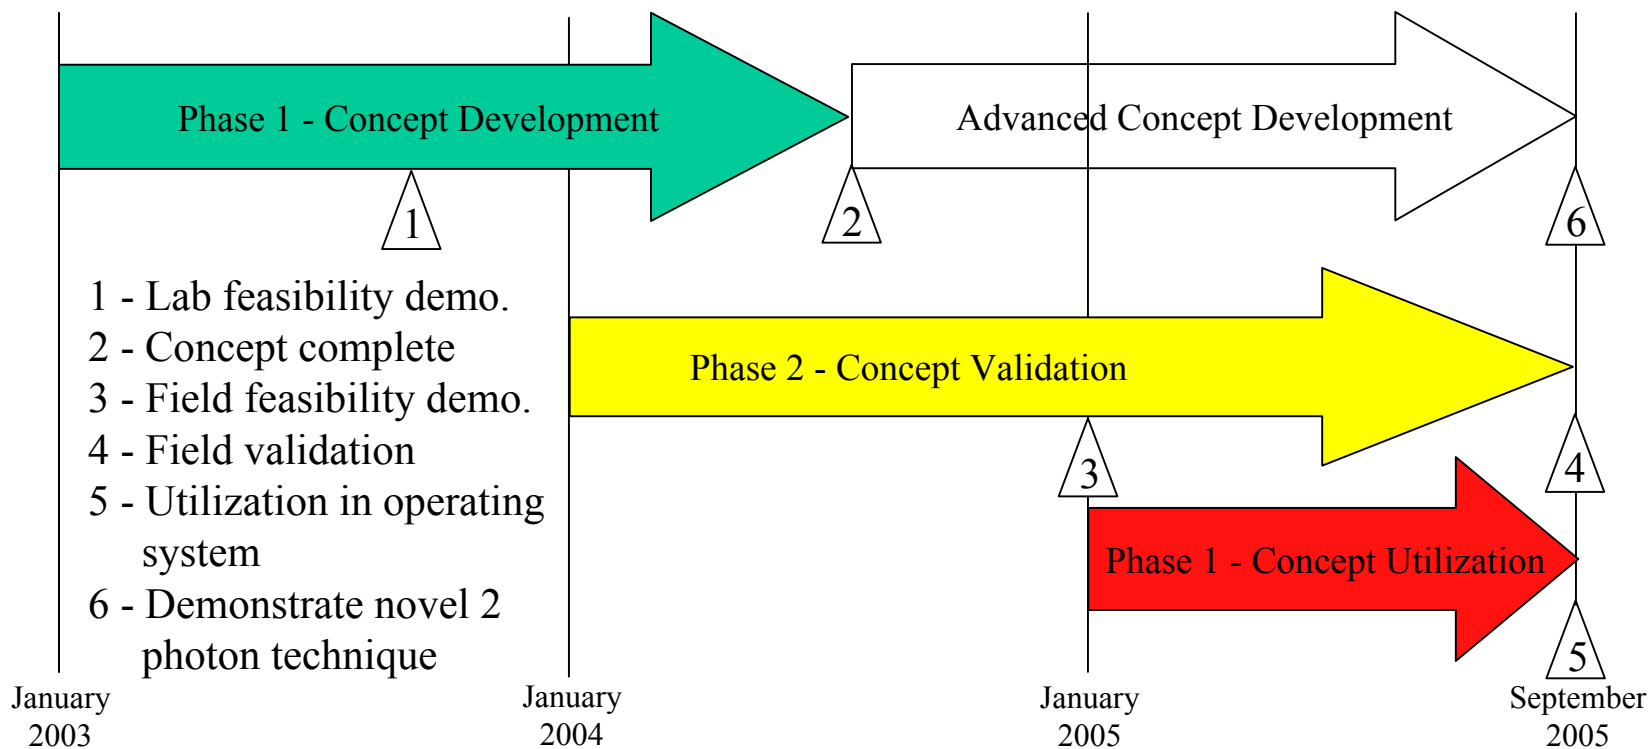 Phase 1 - Concept Development
Advanced Concept Development
1
2
6
1 - Lab feasibility demo.
2 - Concept complete
3 - Field feasibility demo.
4 - Field validation
5 - Utilization in operating
system
6 - Demonstrate novel 2
photon technique
Phase 2 - Concept Validation
3
4
Phase 1 - Concept Utilization
5
January
2003
January
2004
January
2005
September
2005